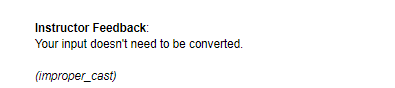 Instructor Feedback:
Your input doesn't need to be converted.
(improper_cast)